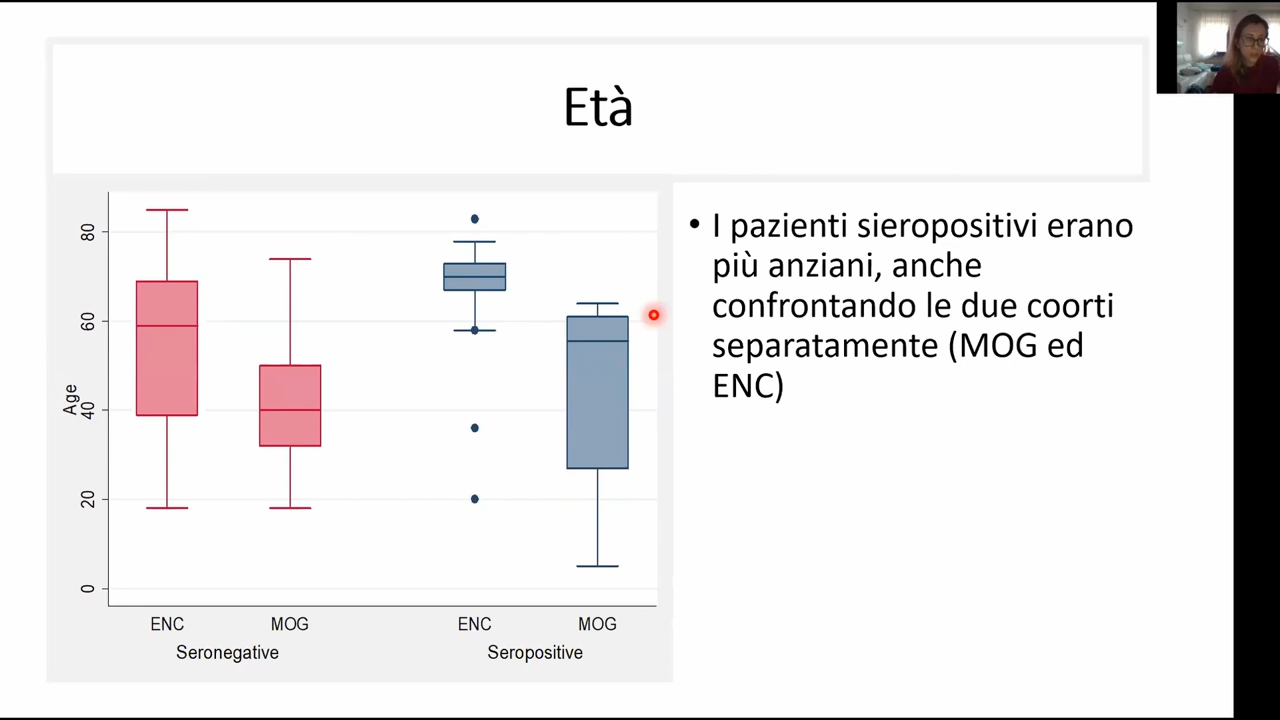 Età
• I pazienti sieropositivi erano
più anziani, anche
confrontando le due coorti
separatamente (MOG ed
ENC)
Age
80
60
40
20
0
ENC MOG ENC MOG
Seronegative Seropositive